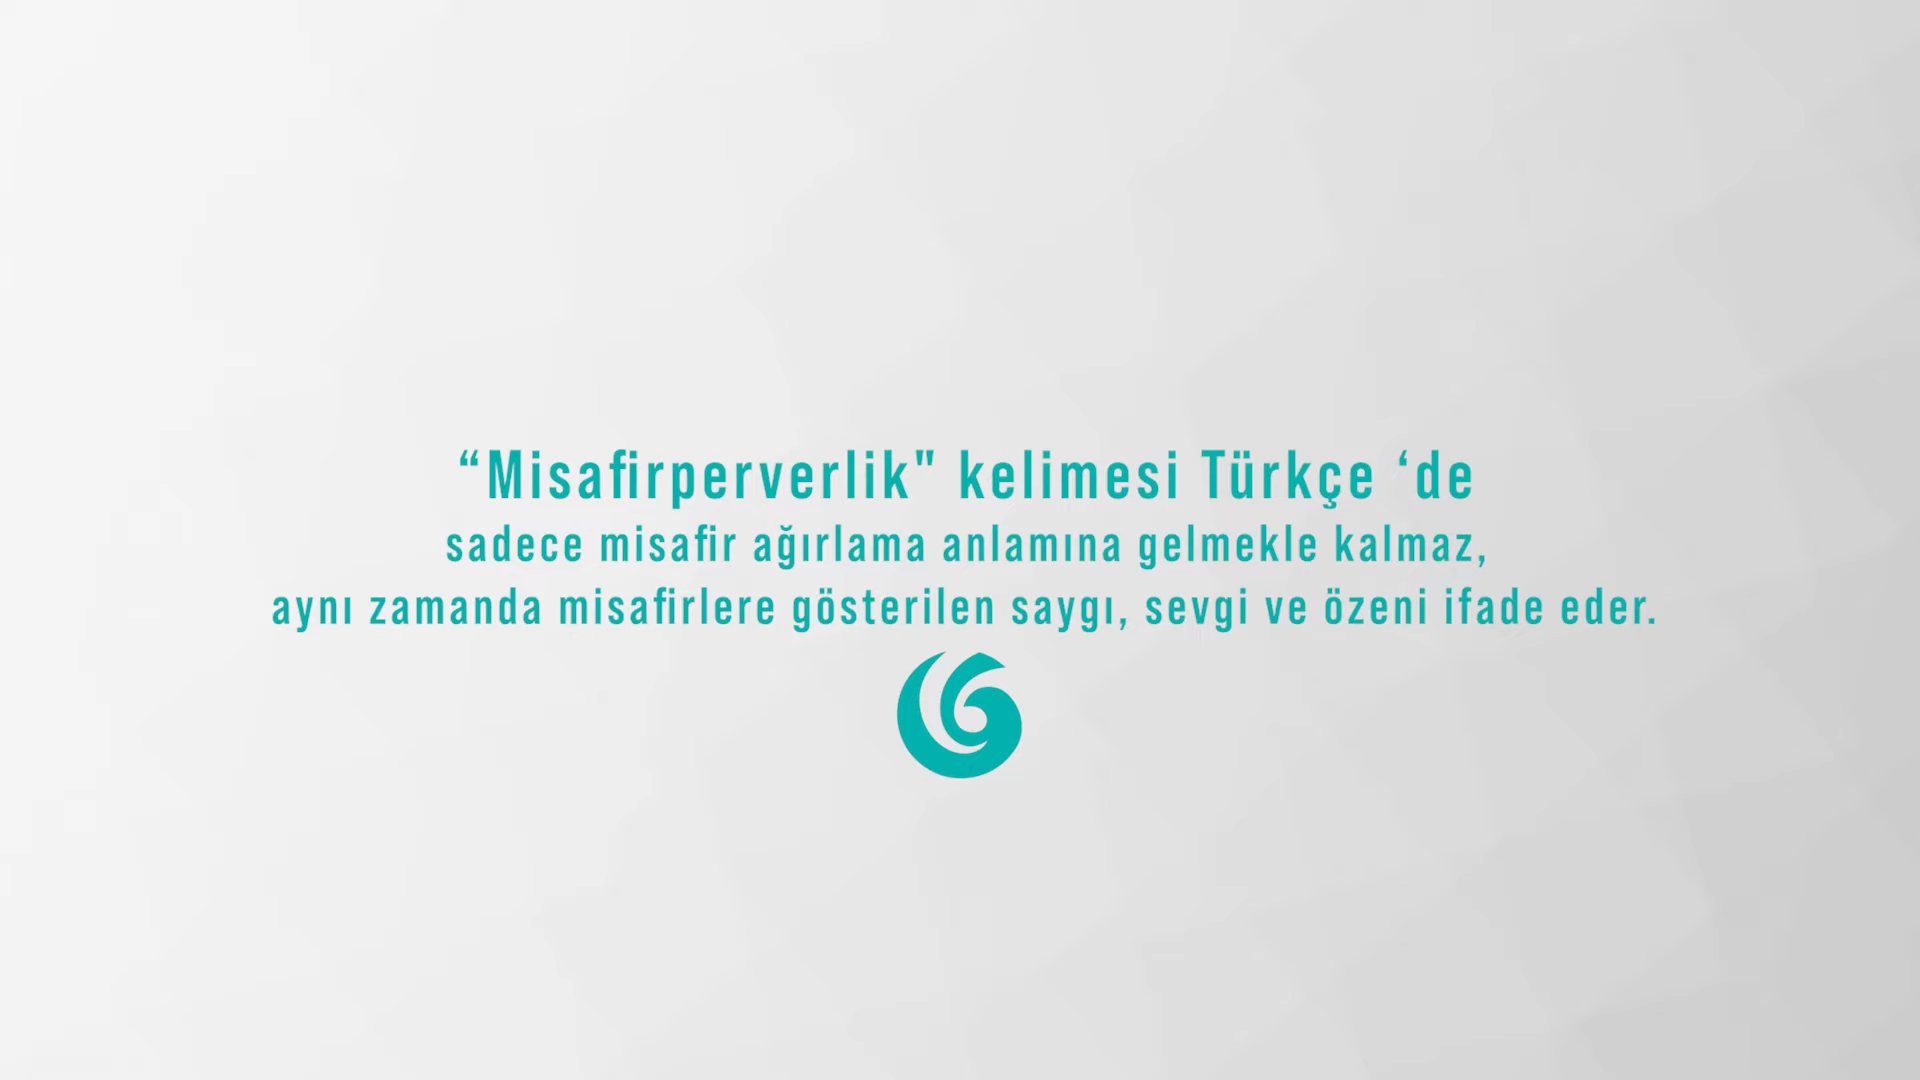 “Misafirperverlik" kelimesi Türkçe ‘de
sadece misafir ağırlama anlamına gelmekle kalmaz,
aynı zamanda misafirlere gösterilen saygı, sevgi ve özeni ifade eder.